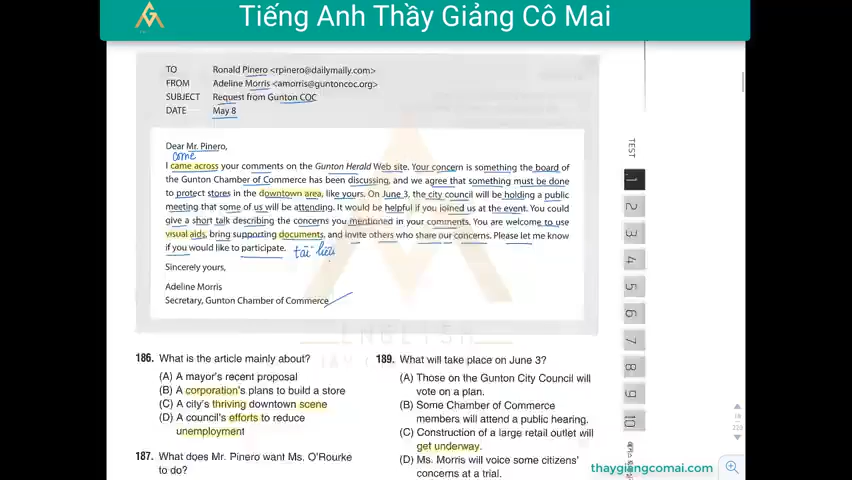 Tiếng Anh Thầy Giảng Cô Mai
TO Ronald Pinero <rpinero@dailymaily.com>
FROM Adeline Morris <amorris@guntoncoc.org>
SUBJECT Request from Gunton COC
DATE May 8
Dear Mr. Pinero,
come
I came across your comments on the Gunton Herald Web site. Your concern is something the board of
the Gunton Chamber of Commerce has been discussing, and we agree that something must be done
to protect stores in the downtown area, like yours. On June 3, the city council will be holding a public
meeting that some of us will be attending. It would be helpful if you joined us at the event. You could
give a short talk describing the concerns you mentioned in your comments. You are welcome to use
visual aids, bring supporting documents, and invite others who share our concerns. Please let me know
if you would like to participate. tài liệu
Sincerely yours,
Adeline Morris
Secretary, Gunton Chamber of Commerce
ENGLISH
186. What is the article mainly about?
(A) A mayor's recent proposal
(B) A corporation's plans to build a store
(C) A city's thriving downtown scene
(D) A council's efforts to reduce
unemployment
187. What does Mr. Pinero want Ms. O'Rourke
to do?
189. What will take place on June 3?
(A) Those on the Gunton City Council will
vote on a plan.
(B) Some Chamber of Commerce
members will attend a public hearing.
(C) Construction of a large retail outlet will
get underway.
(D) Ms. Morris will voice some citizens'
concerns at a trial.
TEST
1
2
3
4
5
6
7
8
9
10
thaygiangcomai.com